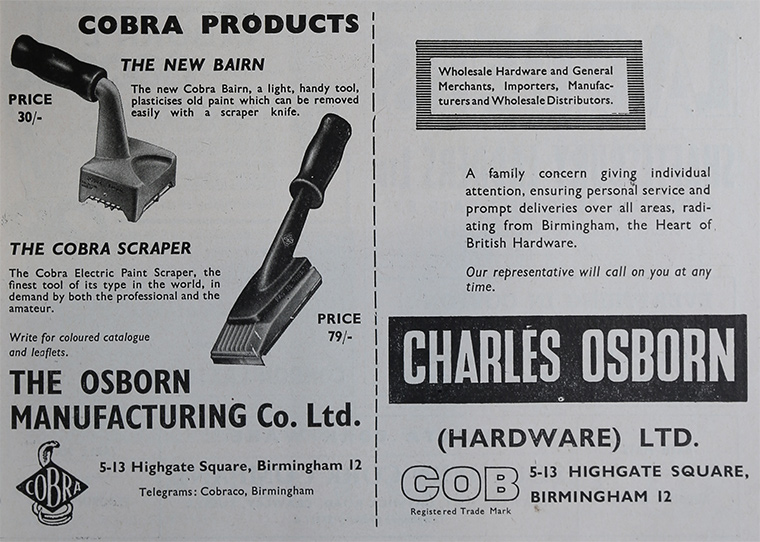 COBRA PRODUCTS
THE NEW BAIRN
The new Cobra Bairn, a light, handy tool,
plasticises old paint which can be removed
easily with a scraper knife.
PRICE
30/-
THE COBRA SCRAPER
The Cobra Electric Paint Scraper, the
finest tool of its type in the world, in
demand by both the professional and the
amateur.
PRICE
79/-
Write for coloured catalogue
and leaflets.
THE OSBORN
MANUFACTURING Co. Ltd.
COBRA
5-13 Highgate Square, Birmingham 12
Telegrams: Cobraco, Birmingham
Wholesale Hardware and General
Merchants, Importers, Manufac-
turers and Wholesale Distributors.
A family concern giving individual
attention, ensuring personal service and
prompt deliveries over all areas, radi-
ating from Birmingham, the Heart of
British Hardware.
Our representative will call on you at any
time.
CHARLES OSBORN
(HARDWARE) LTD.
COB
Registered Trade Mark
5-13 HIGHGATE SQUARE,
BIRMINGHAM 12